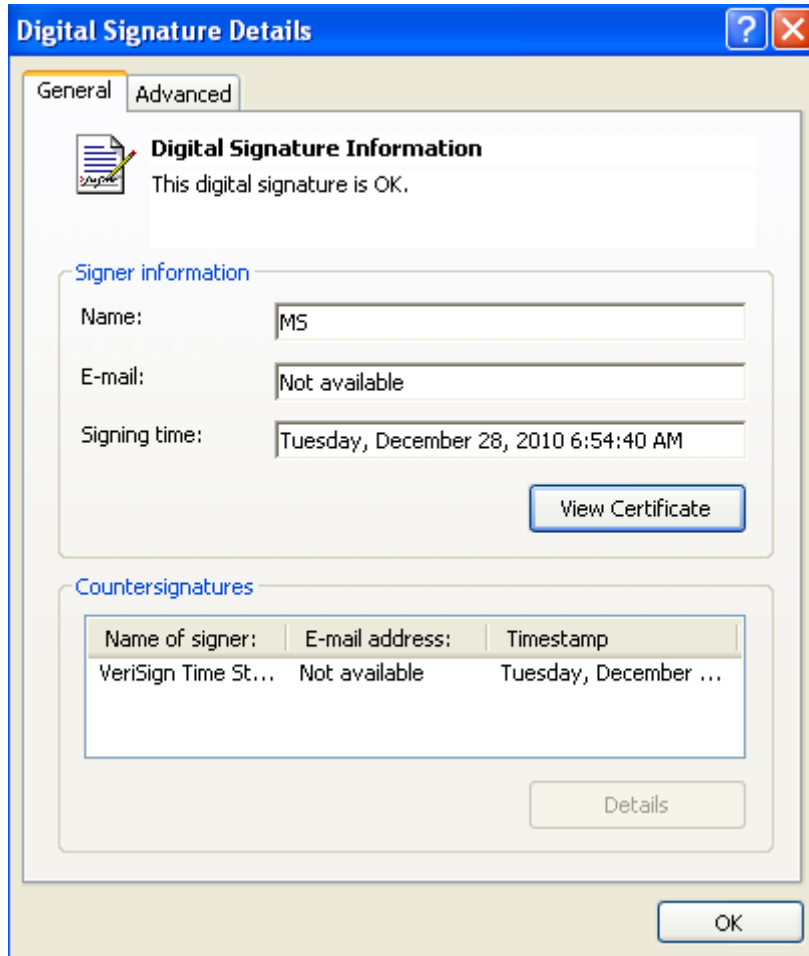 Digital Signature Details
General Advanced
Digital Signature Information
This digital signature is OK.
Signer information
Name: MS
E-mail: Not available
Signing time: Tuesday, December 28, 2010 6:54:40 AM
View Certificate
Countersignatures
Name of signer: E-mail address: Timestamp
VeriSign Time St... Not available Tuesday, December ...
Details
OK